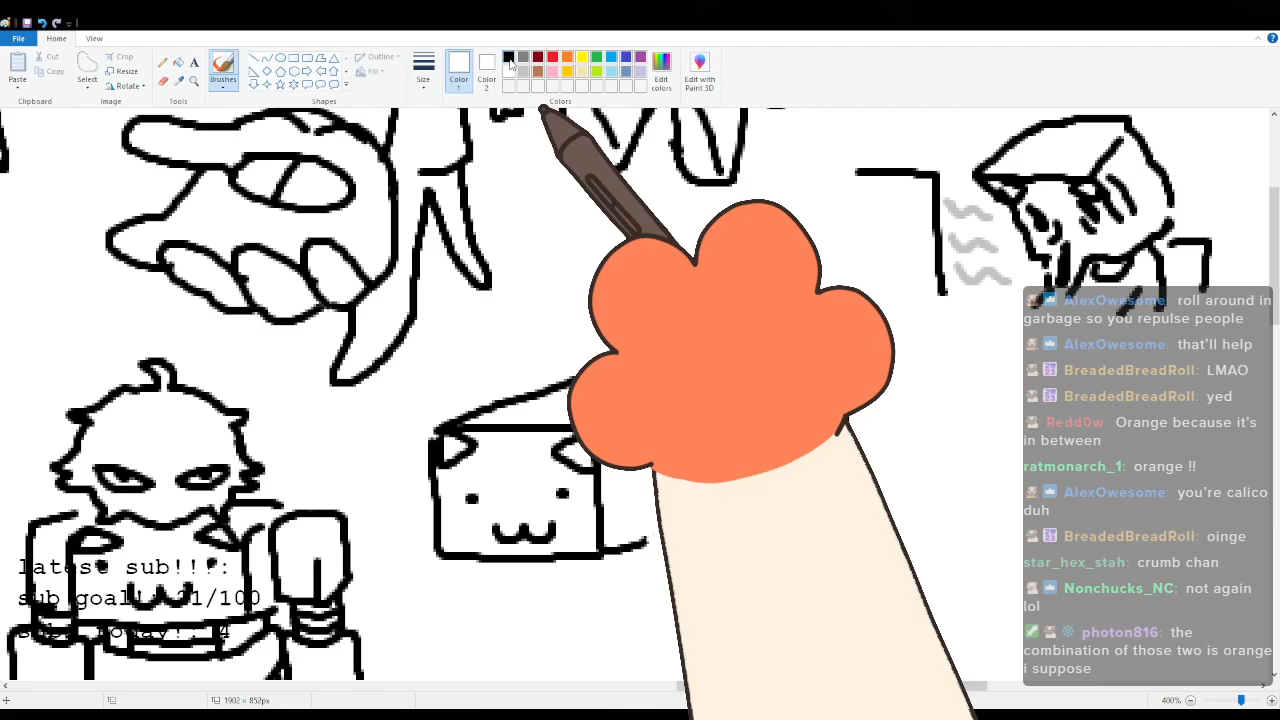 File Home View
Cut Copy Paste Clipboard
Crop Resize Rotate Select Image
Tools
Brushes
Outline Fill Shapes
Size
Color 1 Color 2
Edit colors
Colors
Edit with Paint 3D
AlexOwesome: roll around in
garbage so you repulse people
AlexOwesome: that'll help
BreadedBreadRoll: LMAO
BreadedBreadRoll: yed
Redd0w: Orange because it's
in between
ratmonarch_1: orange !!
AlexOwesome: you're calico
duh
BreadedBreadRoll: oinge
star_hex_stah: crumb chan
Nonchucks_NC: not again
lol
photon816: the
combination of those two is orange
i suppose
latest sub!!!:
sub goal!: 21/100
subs today!: 4
1902 × 852px
400%